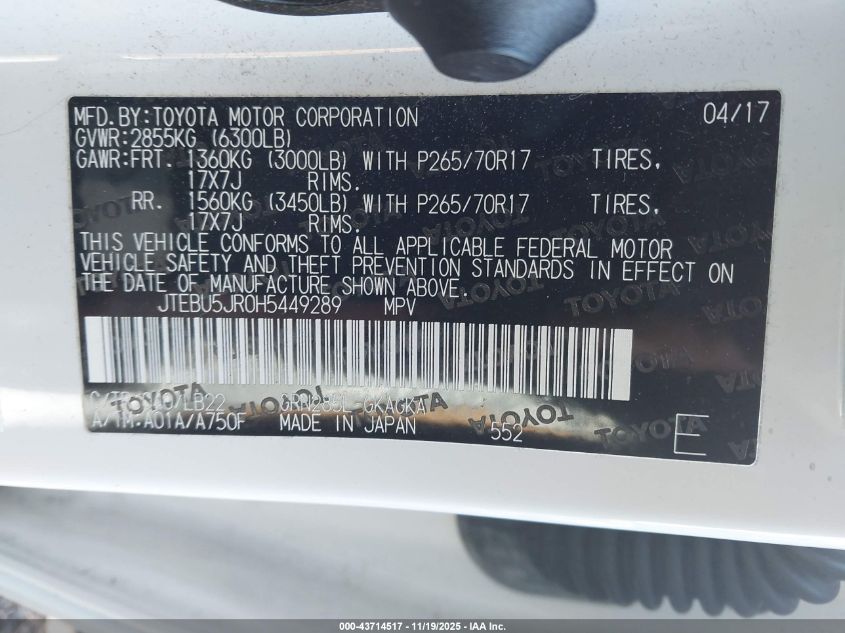 MFD.BY:TOYOTA MOTOR CORPORATION 04/17
GVWR:2855KG (6300LB)
GAWR:FRT. 1360KG (3000LB) WITH P265/70R17 TIRES,
17X7J RIMS.
RR. 1560KG (3450LB) WITH P265/70R17 TIRES,
17X7J RIMS.
THIS VEHICLE CONFORMS TO ALL APPLICABLE FEDERAL MOTOR
VEHICLE SAFETY AND THEFT PREVENTION STANDARDS IN EFFECT ON
THE DATE OF MANUFACTURE SHOWN ABOVE.
JTEBU5JR0H5449289 MPV
A/TM:A01A/A750F MADE IN JAPAN 552 E
TOYOTA TOYOTA TOYOTA
000-43714517 | 11/19/2025 | IAA Inc.